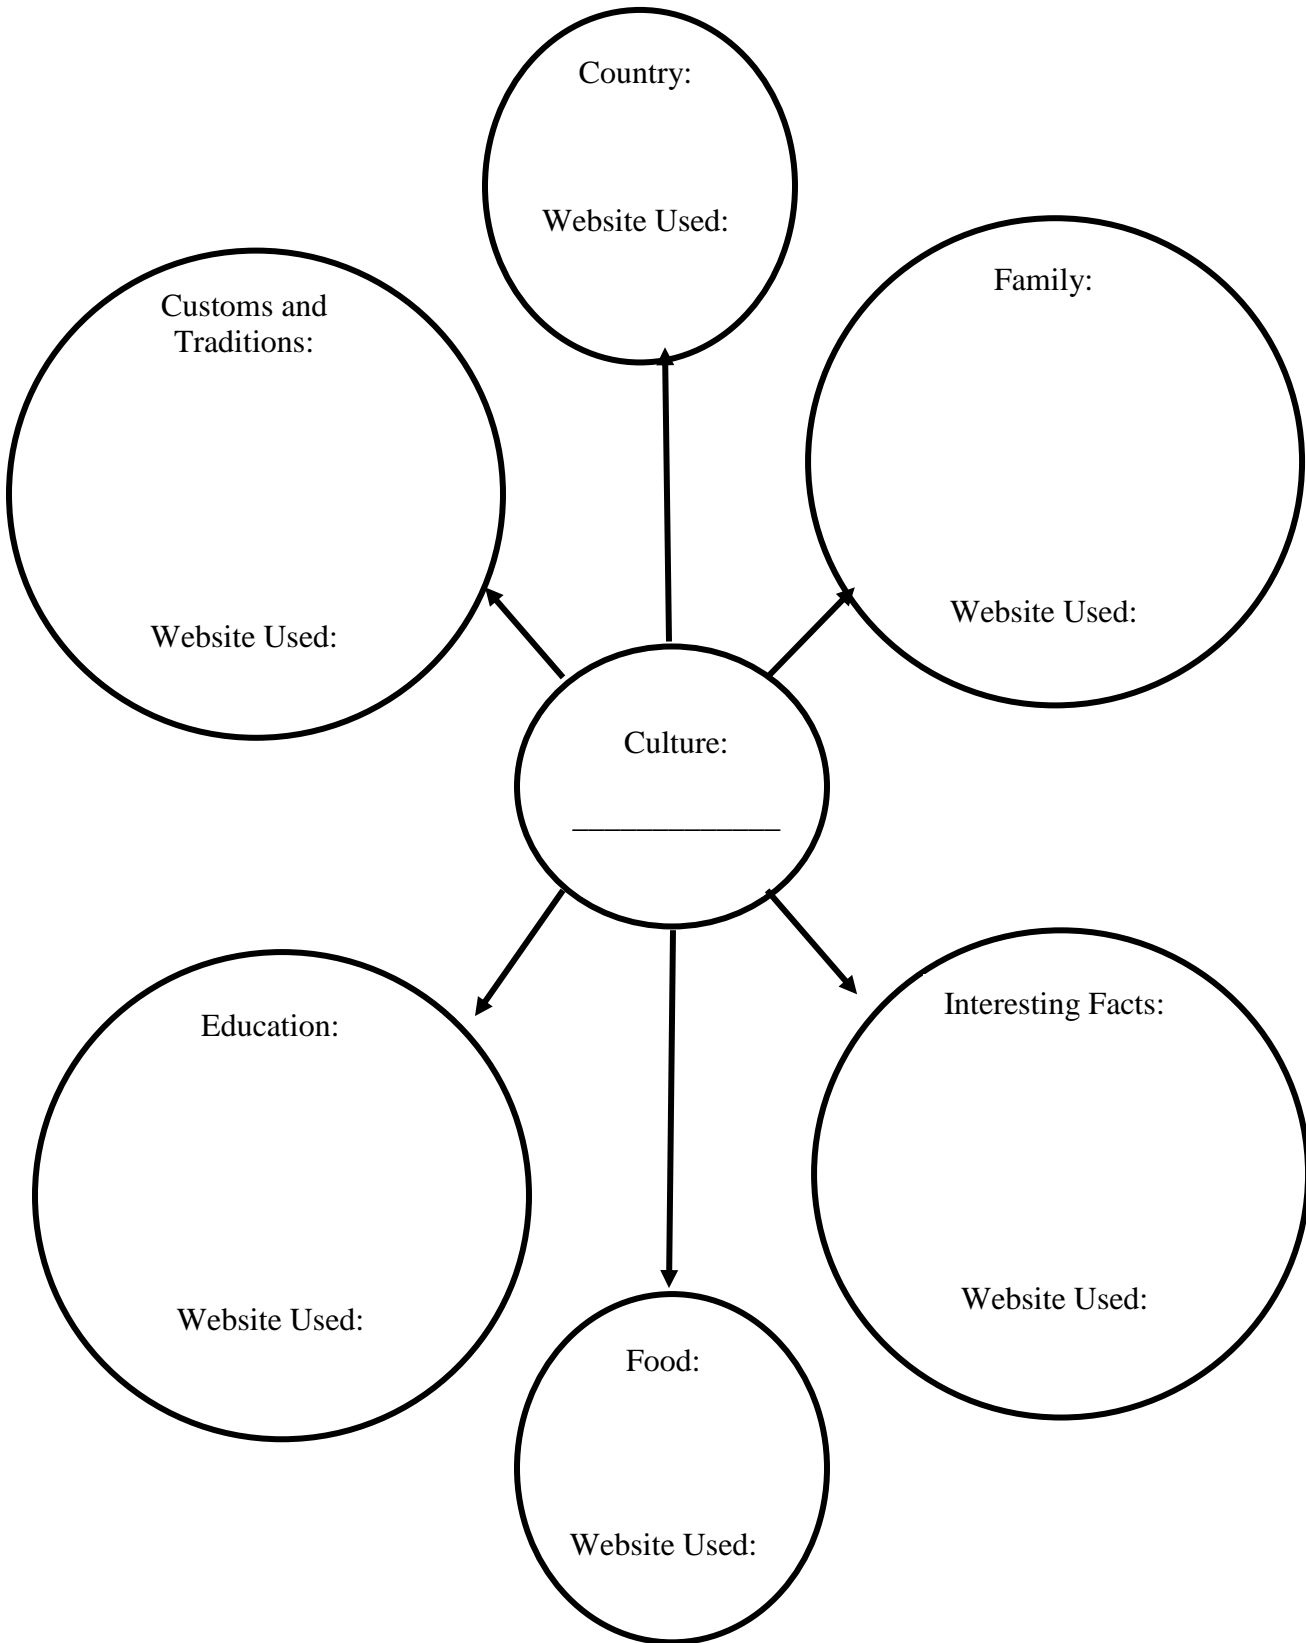 Country:
Website Used:
Customs and
Traditions:
Website Used:
Family:
Website Used:
Culture:
_____________
Education:
Website Used:
Interesting Facts:
Website Used:
Food:
Website Used: